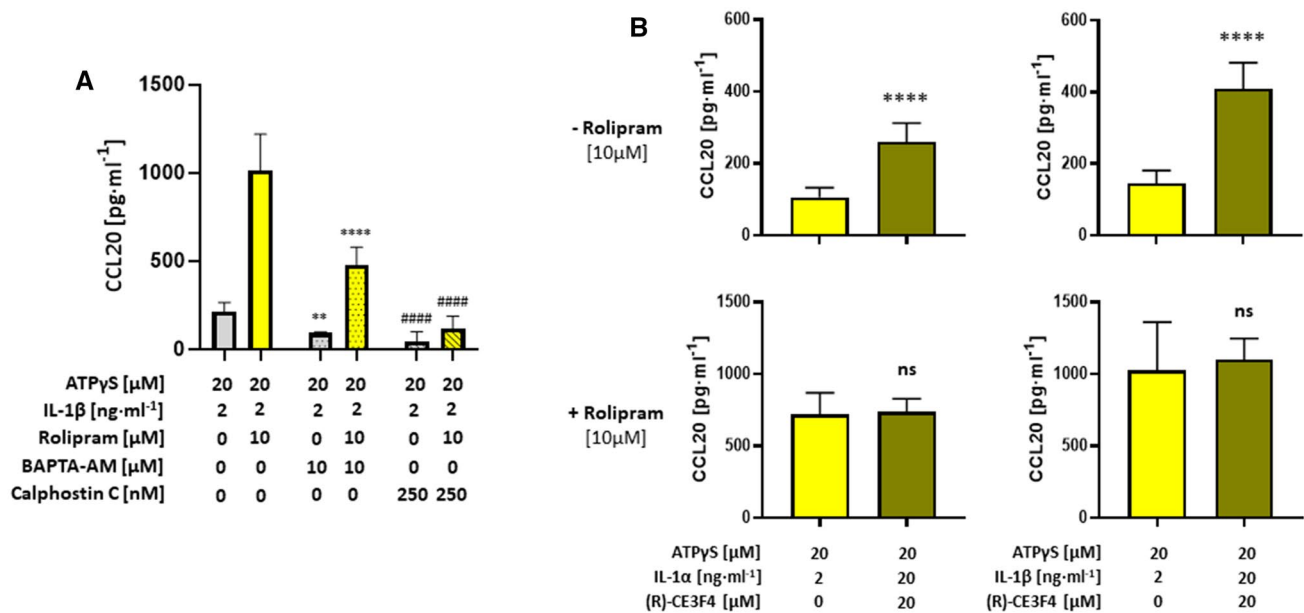 A
1500
1000
500
0
CCL20 [pg·ml-1]
**
****
####
####
ATPγS [µM] 20 20 20 20 20 20
IL-1β [ng·ml-1] 2 2 2 2 2 2
Rolipram [µM] 0 10 0 10 0 10
BAPTA-AM [µM] 0 0 10 10 0 0
Calphostin C [nM] 0 0 0 0 250 250
B
- Rolipram
[10µM]
CCL20 [pg·ml-1]
600
400
200
0
****
CCL20 [pg·ml-1]
600
400
200
0
****
+ Rolipram
[10µM]
CCL20 [pg·ml-1]
1500
1000
500
0
ns
CCL20 [pg·ml-1]
1500
1000
500
0
ns
ATPγS [µM] 20 20
IL-1α [ng·ml-1] 2 20
(R)-CE3F4 [µM] 0 20
ATPγS [µM] 20 20
IL-1β [ng·ml-1] 2 20
(R)-CE3F4 [µM] 0 20